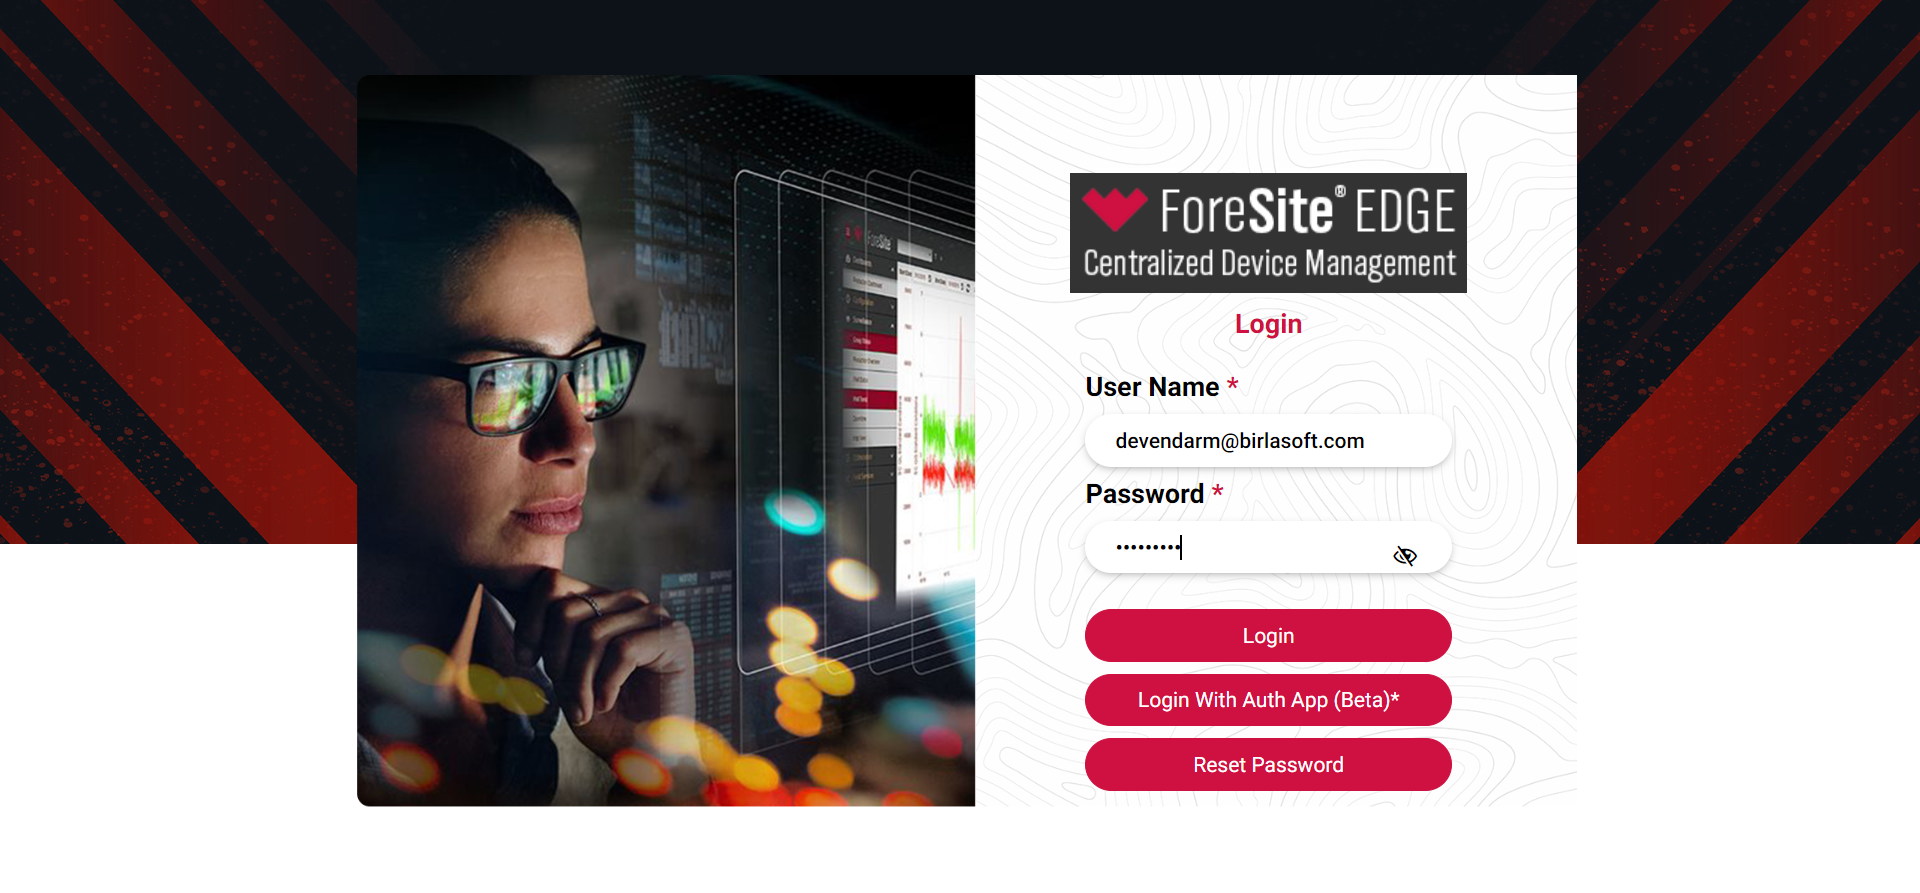 ForeSite
ForeSite® EDGE
Centralized Device Management
Login
User Name *
devendarm@birlasoft.com
Password *
•••••••••
Login
Login With Auth App (Beta)*
Reset Password